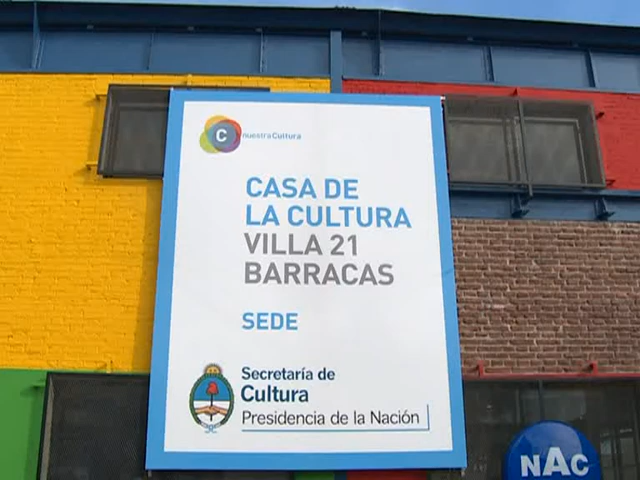 C nuestra Cultura
CASA DE
LA CULTURA
VILLA 21
BARRACAS
SEDE
Secretaría de
Cultura
Presidencia de la Nación
NAC